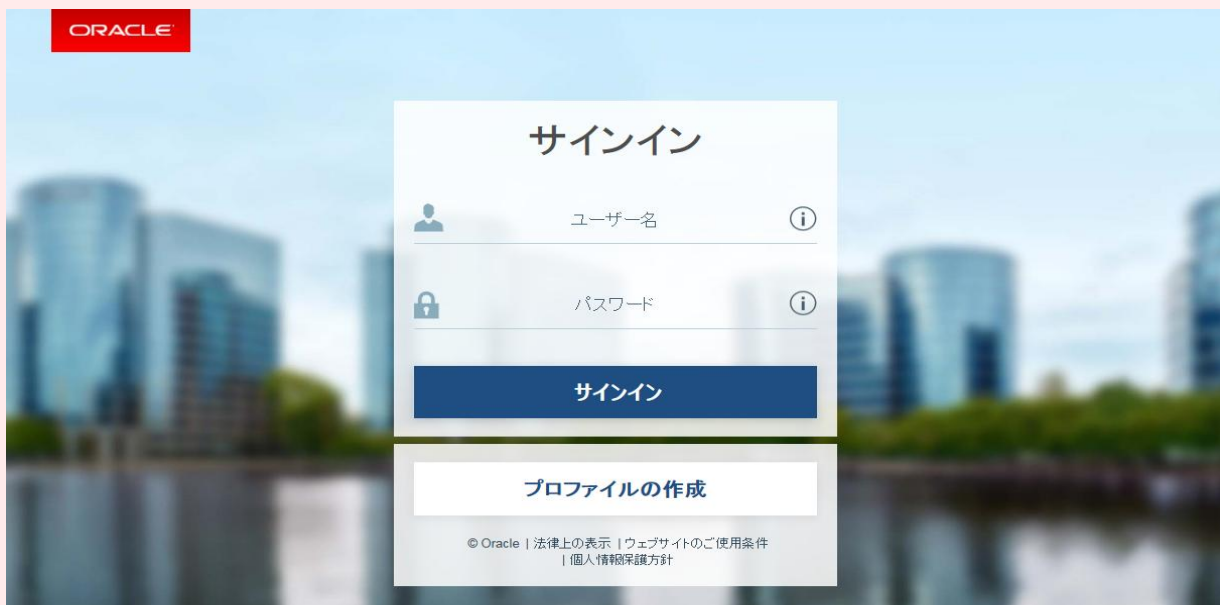 ORACLE
サインイン
ユーザー名
パスワード
サインイン
プロファイルの作成
© Oracle | 法律上の表示 | ウェブサイトのご使用条件
| 個人情報保護方針